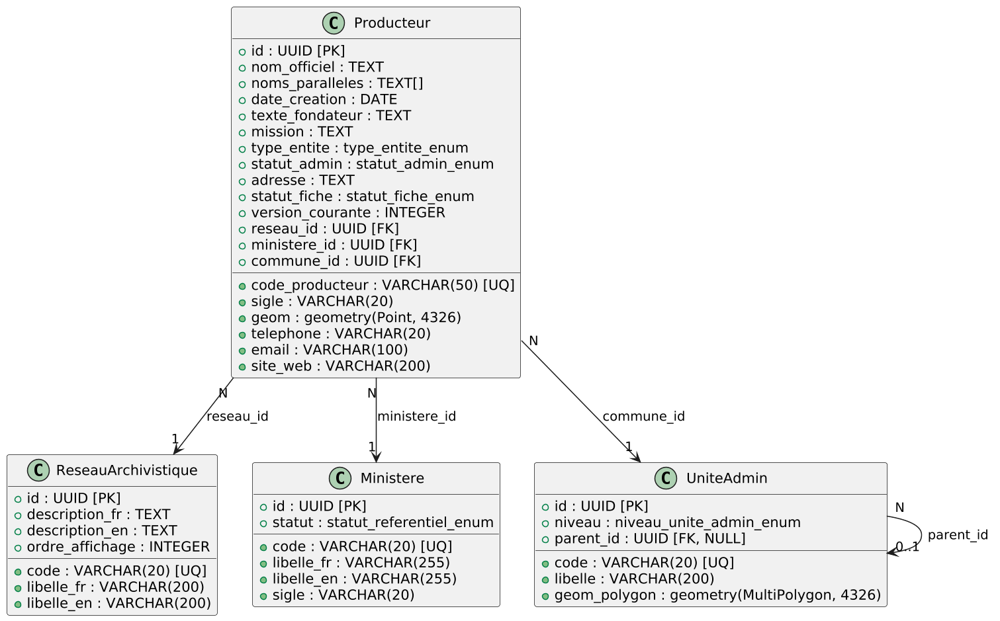 C Producteur
id : UUID [PK]
nom_officiel : TEXT
noms_paralleles : TEXT[]
date_creation : DATE
texte_fondateur : TEXT
mission : TEXT
type_entite : type_entite_enum
statut_admin : statut_admin_enum
adresse : TEXT
statut_fiche : statut_fiche_enum
version_courante : INTEGER
reseau_id : UUID [FK]
ministere_id : UUID [FK]
commune_id : UUID [FK]
code_producteur : VARCHAR(50) [UQ]
sigle : VARCHAR(20)
geom : geometry(Point, 4326)
telephone : VARCHAR(20)
email : VARCHAR(100)
site_web : VARCHAR(200)
N
reseau_id
1
N
ministere_id
1
N
commune_id
1
C ReseauArchivistique
id : UUID [PK]
description_fr : TEXT
description_en : TEXT
ordre_affichage : INTEGER
code : VARCHAR(20) [UQ]
libelle_fr : VARCHAR(200)
libelle_en : VARCHAR(200)
C Ministere
id : UUID [PK]
statut : statut_referentiel_enum
code : VARCHAR(20) [UQ]
libelle_fr : VARCHAR(255)
libelle_en : VARCHAR(255)
sigle : VARCHAR(20)
C UniteAdmin
id : UUID [PK]
niveau : niveau_unite_admin_enum
parent_id : UUID [FK, NULL]
code : VARCHAR(20) [UQ]
libelle : VARCHAR(200)
geom_polygon : geometry(MultiPolygon, 4326)
N
parent_id
0..1